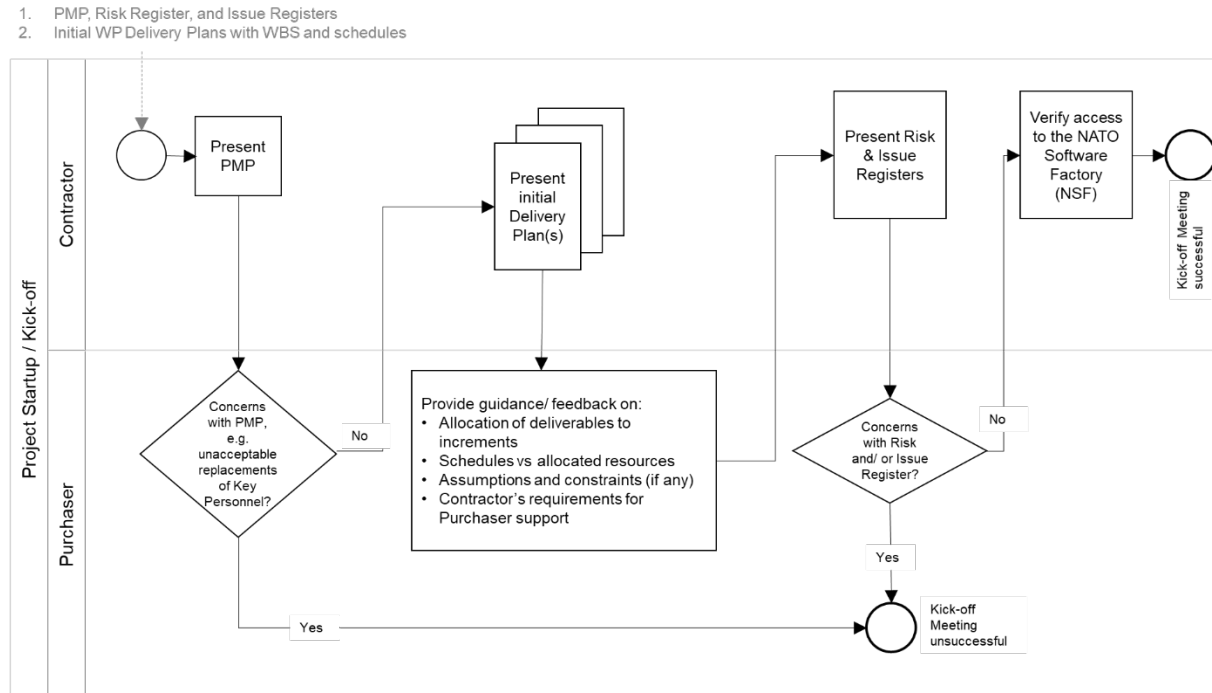 1. PMP, Risk Register, and Issue Registers
2. Initial WP Delivery Plans with WBS and schedules
Project Startup / Kick-off
Contractor
Present
PMP
Present
initial
Delivery
Plan(s)
Present Risk
& Issue
Registers
Verify access
to the NATO
Software
Factory
(NSF)
Kick-off Meeting
successful
Purchaser
Concerns
with PMP,
e.g.
unacceptable
replacements
of Key
Personnel?
No
Provide guidance/ feedback on:
• Allocation of deliverables to
increments
• Schedules vs allocated resources
• Assumptions and constraints (if any)
• Contractor's requirements for
Purchaser support
Concerns
with Risk
and/ or Issue
Register?
No
Yes
Yes
Kick-off
Meeting
unsuccessful